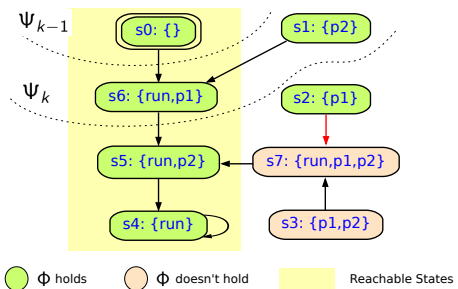 Ψk−1
s0: {}
s1: {p2}
Ψk
s6: {run,p1}
s2: {p1}
s5: {run,p2}
s7: {run,p1,p2}
s4: {run}
s3: {p1,p2}
Φ holds
Φ doesn't hold
Reachable States